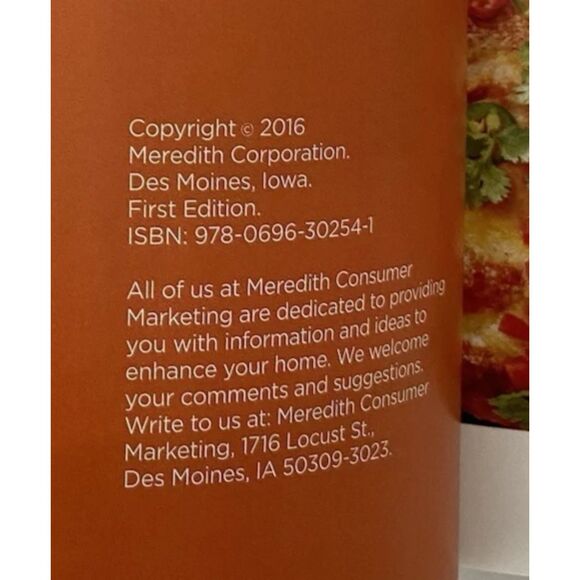 Copyright © 2016
Meredith Corporation.
Des Moines, Iowa.
First Edition.
ISBN: 978-0696-30254-1
All of us at Meredith Consumer
Marketing are dedicated to providing
you with information and ideas to
enhance your home. We welcome
your comments and suggestions.
Write to us at: Meredith Consumer
Marketing, 1716 Locust St.,
Des Moines, IA 50309-3023.